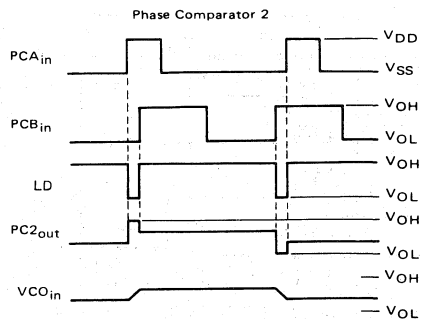 Phase Comparator 2
PCAin
VDD
VSS
PCBin
VOH
VOL
LD
VOH
VOL
PC2out
VOH
VOL
VCOin
VOH
VOL